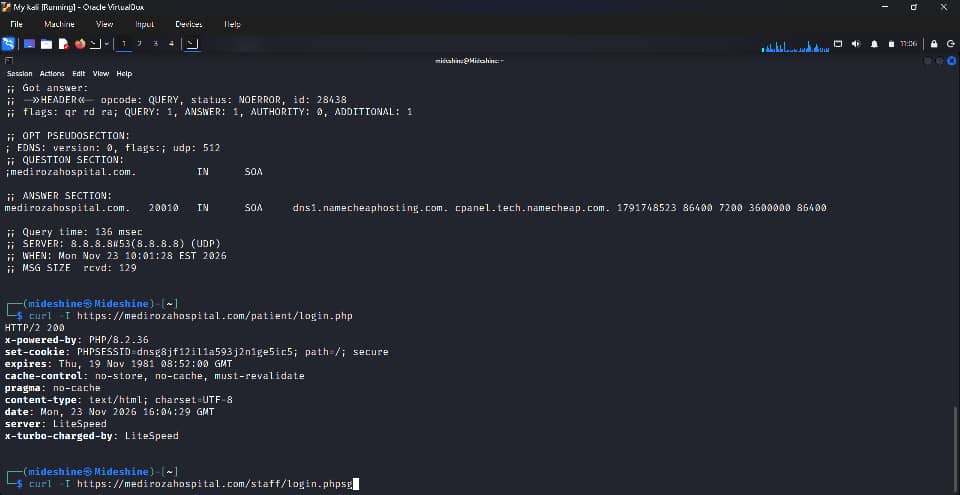 My kali [Running] - Oracle VirtualBox
File Machine View Input Devices Help
1 2 3 4 11:06
mideshine@Mideshine: ~
Session Actions Edit View Help
;; Got answer:
;; ->>HEADER<<- opcode: QUERY, status: NOERROR, id: 28438
;; flags: qr rd ra; QUERY: 1, ANSWER: 1, AUTHORITY: 0, ADDITIONAL: 1
;; OPT PSEUDOSECTION:
; EDNS: version: 0, flags:; udp: 512
;; QUESTION SECTION:
;medirozahospital.com. IN SOA
;; ANSWER SECTION:
medirozahospital.com. 20010 IN SOA dns1.namecheaphosting.com. cpanel.tech.namecheap.com. 1791748523 86400 7200 3600000 86400
;; Query time: 136 msec
;; SERVER: 8.8.8.8#53(8.8.8.8) (UDP)
;; WHEN: Mon Nov 23 10:01:28 EST 2026
;; MSG SIZE rcvd: 129
┌──(mideshine㉿Mideshine)-[~]
└─$ curl -I https://medirozahospital.com/patient/login.php
HTTP/2 200
x-powered-by: PHP/8.2.36
set-cookie: PHPSESSID=dnsg8jf12il1a593j2n1ge5ic5; path=/; secure
expires: Thu, 19 Nov 1981 08:52:00 GMT
cache-control: no-store, no-cache, must-revalidate
pragma: no-cache
content-type: text/html; charset=UTF-8
date: Mon, 23 Nov 2026 16:04:29 GMT
server: LiteSpeed
x-turbo-charged-by: LiteSpeed
┌──(mideshine㉿Mideshine)-[~]
└─$ curl -I https://medirozahospital.com/staff/login.phpsg